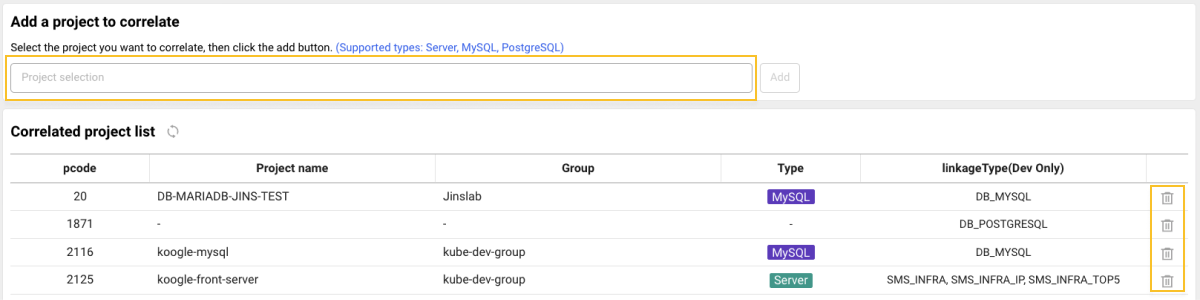 Add a project to correlate
Select the project you want to correlate, then click the add button. (Supported types: Server, MySQL, PostgreSQL)
Project selection Add
Correlated project list
pcode Project name Group Type linkageType(Dev Only)
20 DB-MARIADB-JINS-TEST Jinslab MySQL DB_MYSQL
1871 - - - DB_POSTGRESQL
2116 koogle-mysql kube-dev-group MySQL DB_MYSQL
2125 koogle-front-server kube-dev-group Server SMS_INFRA, SMS_INFRA_IP, SMS_INFRA_TOP5